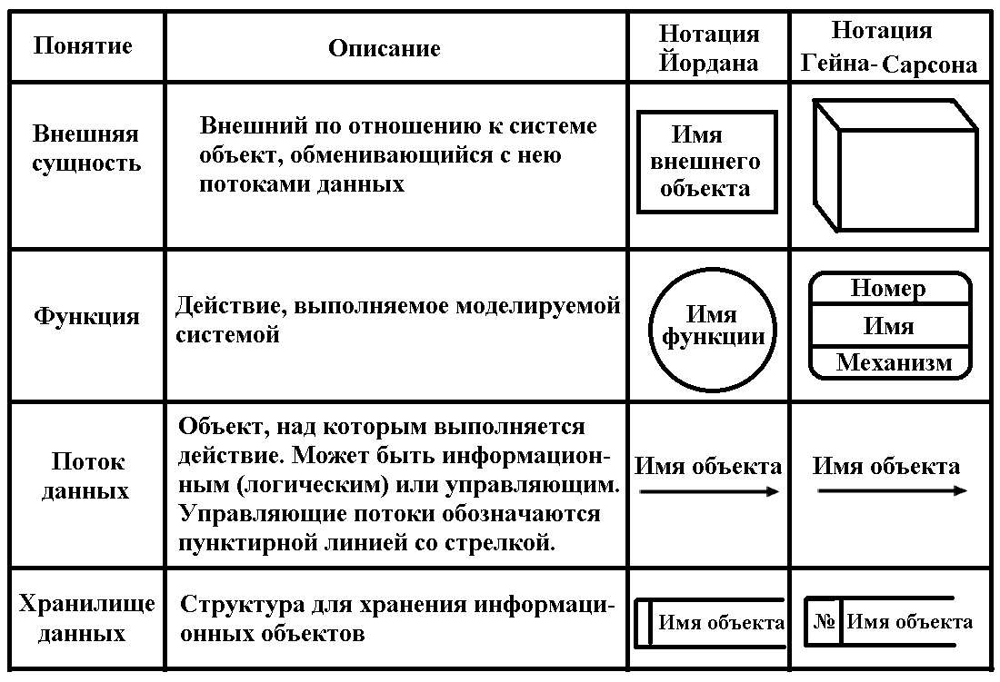 Понятие
Описание
Нотация
Йордана
Нотация
Гейна-Сарсона
Внешняя
сущность
Внешний по отношению к системе
объект, обменивающийся с нею
потоками данных
Имя
внешнего
объекта
Функция
Действие, выполняемое моделируемой
системой
Имя
функции
Номер
Имя
Механизм
Поток
данных
Объект, над которым выполняется
действие. Может быть информацион-
ным (логическим) или управляющим.
Управляющие потоки обозначаются
пунктирной линией со стрелкой.
Имя объекта
Имя объекта
Хранилище
данных
Структура для хранения информаци-
онных объектов
Имя объекта
№ Имя объекта